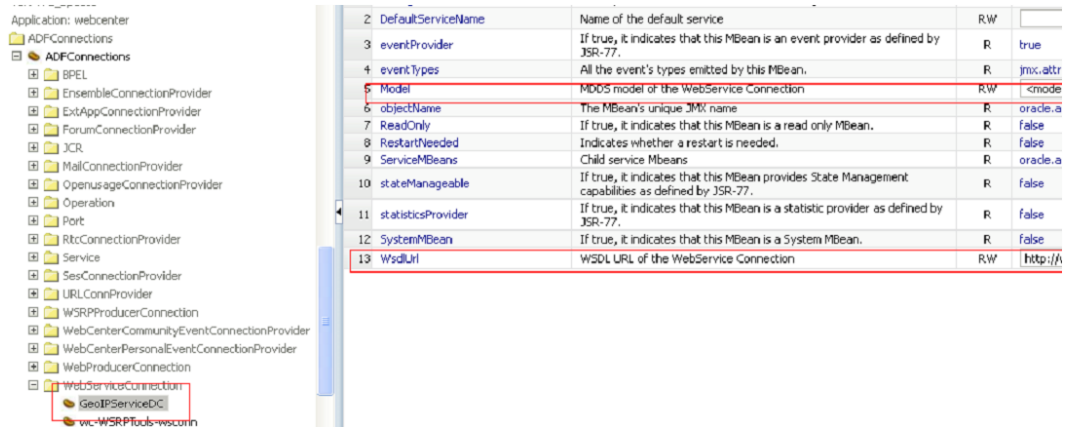 Application: webcenter
ADFConnections
ADFConnections
BPEL
EnsembleConnectionProvider
ExtAppConnectionProvider
ForumConnectionProvider
JCR
MailConnectionProvider
OpenusageConnectionProvider
Operation
Port
RtcConnectionProvider
Service
SesConnectionProvider
URLConnProvider
WSRPProducerConnection
WebCenterCommunityEventConnectionProvider
WebCenterPersonalEventConnectionProvider
WebProducerConnection
WebServiceConnection
GeoIPServiceDC
wc-WSRPTools-wsconn
2 DefaultServiceName Name of the default service RW
3 eventProvider If true, it indicates that this MBean is an event provider as defined by R true
JSR-77.
4 eventTypes All the event's types emitted by this MBean. R jmx.attr
5 Model MDDS model of the WebService Connection RW <mode
6 objectName The MBean's unique JMX name R oracle.a
7 ReadOnly If true, it indicates that this MBean is a read only MBean. R false
8 RestartNeeded Indicates whether a restart is needed. R false
9 ServiceMBeans Child service Mbeans R oracle.a
10 stateManageable If true, it indicates that this MBean provides State Management R false
capabilities as defined by JSR-77.
11 statisticsProvider If true, it indicates that this MBean is a statistic provider as defined by R false
JSR-77.
12 SystemMBean If true, it indicates that this MBean is a System MBean. R false
13 WsdlUrl WSDL URL of the WebService Connection RW http://